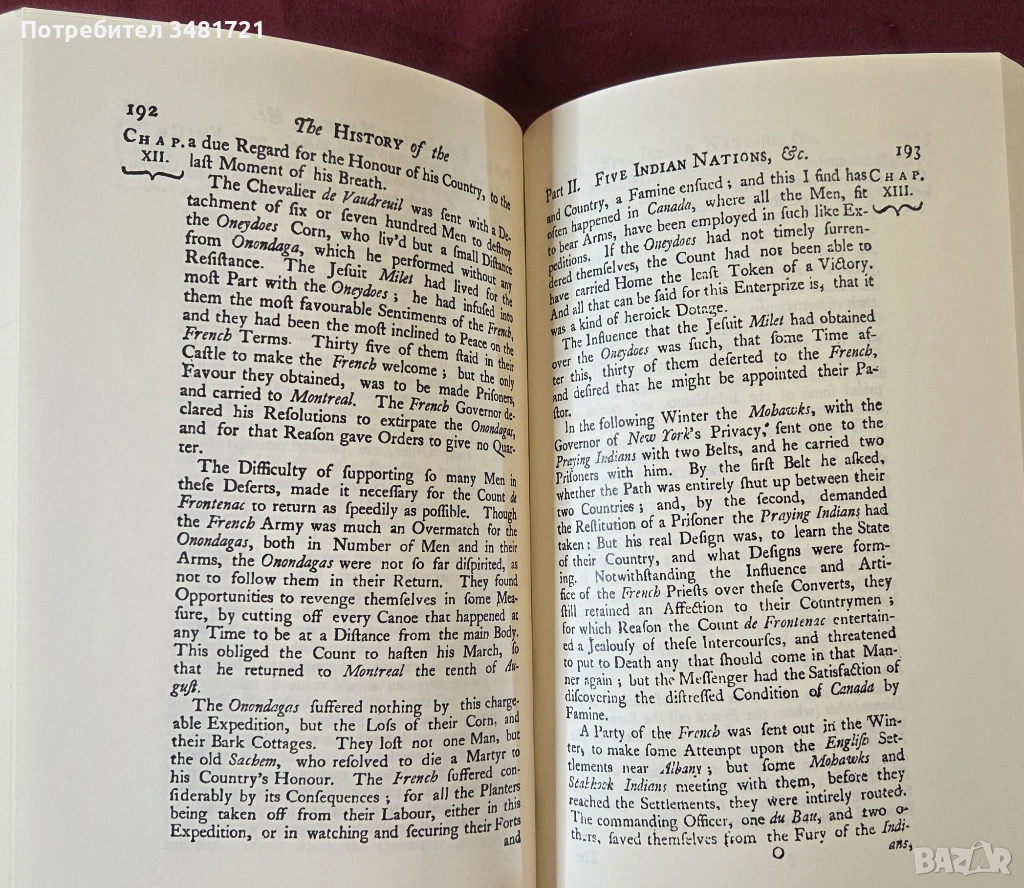 Потребител 3481721
192
The HISTORY of the
CHAP.
XII.
a due Regard for the Honour of his Country, to the
laſt Moment of his Breath.
The Chevalier de Vaudreuil was ſent with a De-
tachment of ſix or ſeven hundred Men to deſtroy
the Oneydoes Corn, who liv'd but a ſmall Diſtance
from Onondaga, which he performed without any
Reſiſtance. The Jeſuit Milet had lived for the
moſt Part with the Oneydoes; he had infuſed into
them the moſt favourable Sentiments of the French,
and they had been the moſt inclined to Peace on the
French Terms. Thirty five of them ſtaid in their
Caſtle to make the French welcome; but the only
Favour they obtained, was to be made Priſoners,
and carried to Montreal. The French Governor de-
clared his Reſolutions to extirpate the Onondagas,
and for that Reaſon gave Orders to give no Quar-
ter.
The Difficulty of ſupporting ſo many Men in
theſe Deſerts, made it neceſſary for the Count de
Frontenac to return as ſpeedily as poſſible. Though
the French Army was much an Overmatch for the
Onondagas, both in Number of Men and in their
Arms, the Onondagas were not ſo far diſpirited, as
not to follow them in their Return. They found
Opportunities to revenge themſelves in ſome Mea-
ſure, by cutting off every Canoe that happened at
any Time to be at a Diſtance from the main Body.
This obliged the Count to haſten his March, ſo
that he returned to Montreal the tenth of Au-
guſt.
The Onondagas ſuffered nothing by this charge-
able Expedition, but the Loſs of their Corn, and
their Bark Cottages. They loſt not one Man, but
the old Sachem, who reſolved to die a Martyr to
his Country's Honour. The French ſuffered con-
ſiderably by its Conſequences; for all the Planters
being taken off from their Labour, either in this
Expedition, or in watching and ſecuring their Forts
and
Part II. FIVE INDIAN NATIONS, &c. 193
CHAP.
XIII.
and Country, a Famine enſued; and this I find has
often happened in Canada, where all the Men, fit
to bear Arms, have been employed in ſuch like Ex-
peditions. If the Oneydoes had not timely ſurren-
dered themſelves, the Count had not been able to
have carried Home the leaſt Token of a Victory.
And all that can be ſaid for this Enterprize is, that it
was a kind of heroick Dotage.
The Influence that the Jeſuit Milet had obtained
over the Oneydoes was ſuch, that ſome Time af-
ter this, thirty of them deſerted to the French,
and deſired that he might be appointed their Pa-
ſtor.
In the following Winter the Mohawks, with the
Governor of New York's Privacy, ſent one to the
Praying Indians with two Belts, and he carried two
Priſoners with him. By the firſt Belt he asked,
whether the Path was entirely ſhut up between their
two Countries; and, by the ſecond, demanded
the Reſtitution of a Priſoner the Praying Indians had
taken: But his real Deſign was, to learn the State
of their Country, and what Deſigns were form-
ing. Notwithſtanding the Influence and Arti-
fice of the French Prieſts over theſe Converts, they
ſtill retained an Affection to their Countrymen;
for which Reaſon the Count de Frontenac entertain-
ed a Jealouſy of theſe Intercourſes, and threatened
to put to Death any that ſhould come in that Man-
ner again; but the Meſſenger had the Satisfaction of
diſcovering the diſtreſſed Condition of Canada by
Famine.
A Party of the French was ſent out in the Win-
ter, to make ſome Attempt upon the Engliſh Set-
tlements near Albany; but ſome Mohawks and
Scahkook Indians meeting with them, before they
reached the Settlements, they were intirely routed.
The commanding Officer, one du Bau, and two o-
thers, ſaved themſelves from the Fury of the Indi-
O
ans,
BAZAR